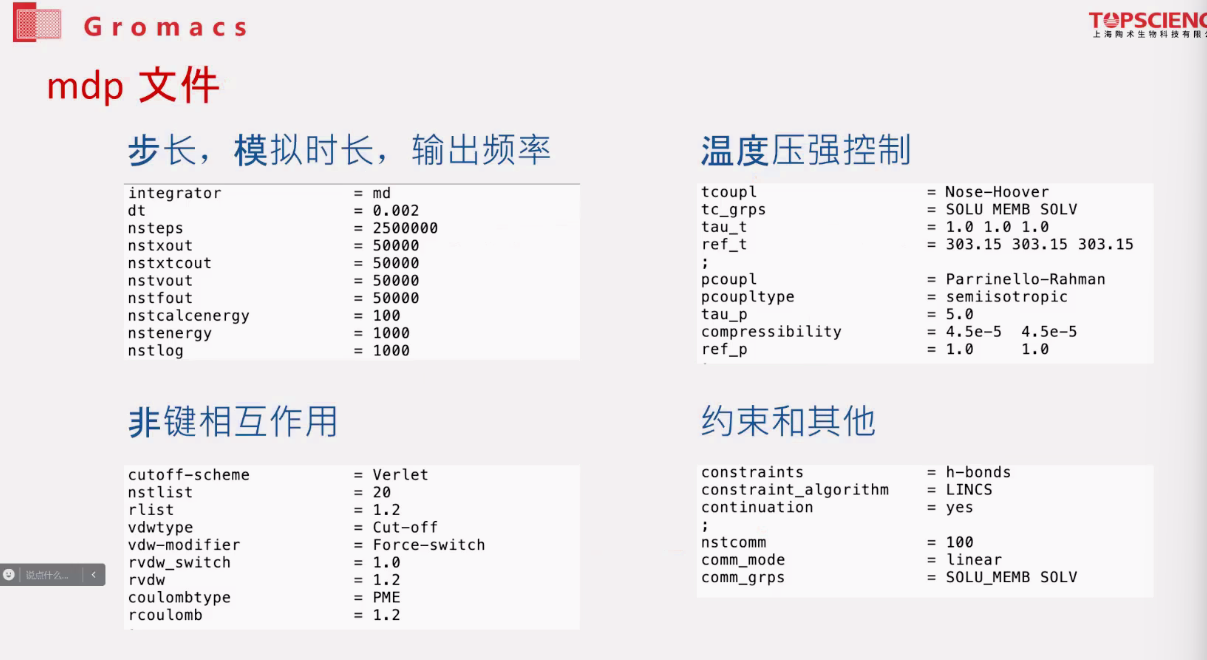 Gromacs
TOPSCIENC
上海陶术生物科技有限
mdp 文件
步长，模拟时长，输出频率
integrator = md
dt = 0.002
nsteps = 2500000
nstxout = 50000
nstxtcout = 50000
nstvout = 50000
nstfout = 50000
nstcalcenergy = 100
nstenergy = 1000
nstlog = 1000
温度压强控制
tcoupl = Nose-Hoover
tc_grps = SOLU MEMB SOLV
tau_t = 1.0 1.0 1.0
ref_t = 303.15 303.15 303.15
;
pcoupl = Parrinello-Rahman
pcoupltype = semiisotropic
tau_p = 5.0
compressibility = 4.5e-5 4.5e-5
ref_p = 1.0 1.0
非键相互作用
cutoff-scheme = Verlet
nstlist = 20
rlist = 1.2
vdwtype = Cut-off
vdw-modifier = Force-switch
rvdw_switch = 1.0
rvdw = 1.2
coulombtype = PME
rcoulomb = 1.2
约束和其他
constraints = h-bonds
constraint_algorithm = LINCS
continuation = yes
;
nstcomm = 100
comm_mode = linear
comm_grps = SOLU_MEMB SOLV
说点什么...